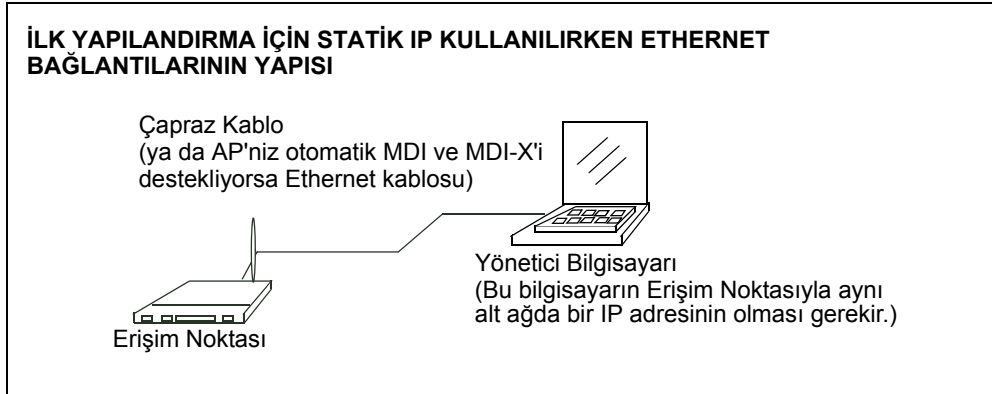 İLK YAPILANDIRMA İÇİN STATİK IP KULLANILIRKEN ETHERNET
BAĞLANTILARININ YAPISI
Çapraz Kablo
(ya da AP'niz otomatik MDI ve MDI-X'i
destekliyorsa Ethernet kablosu)
Yönetici Bilgisayarı
(Bu bilgisayarın Erişim Noktasıyla aynı
alt ağda bir IP adresinin olması gerekir.)
Erişim Noktası